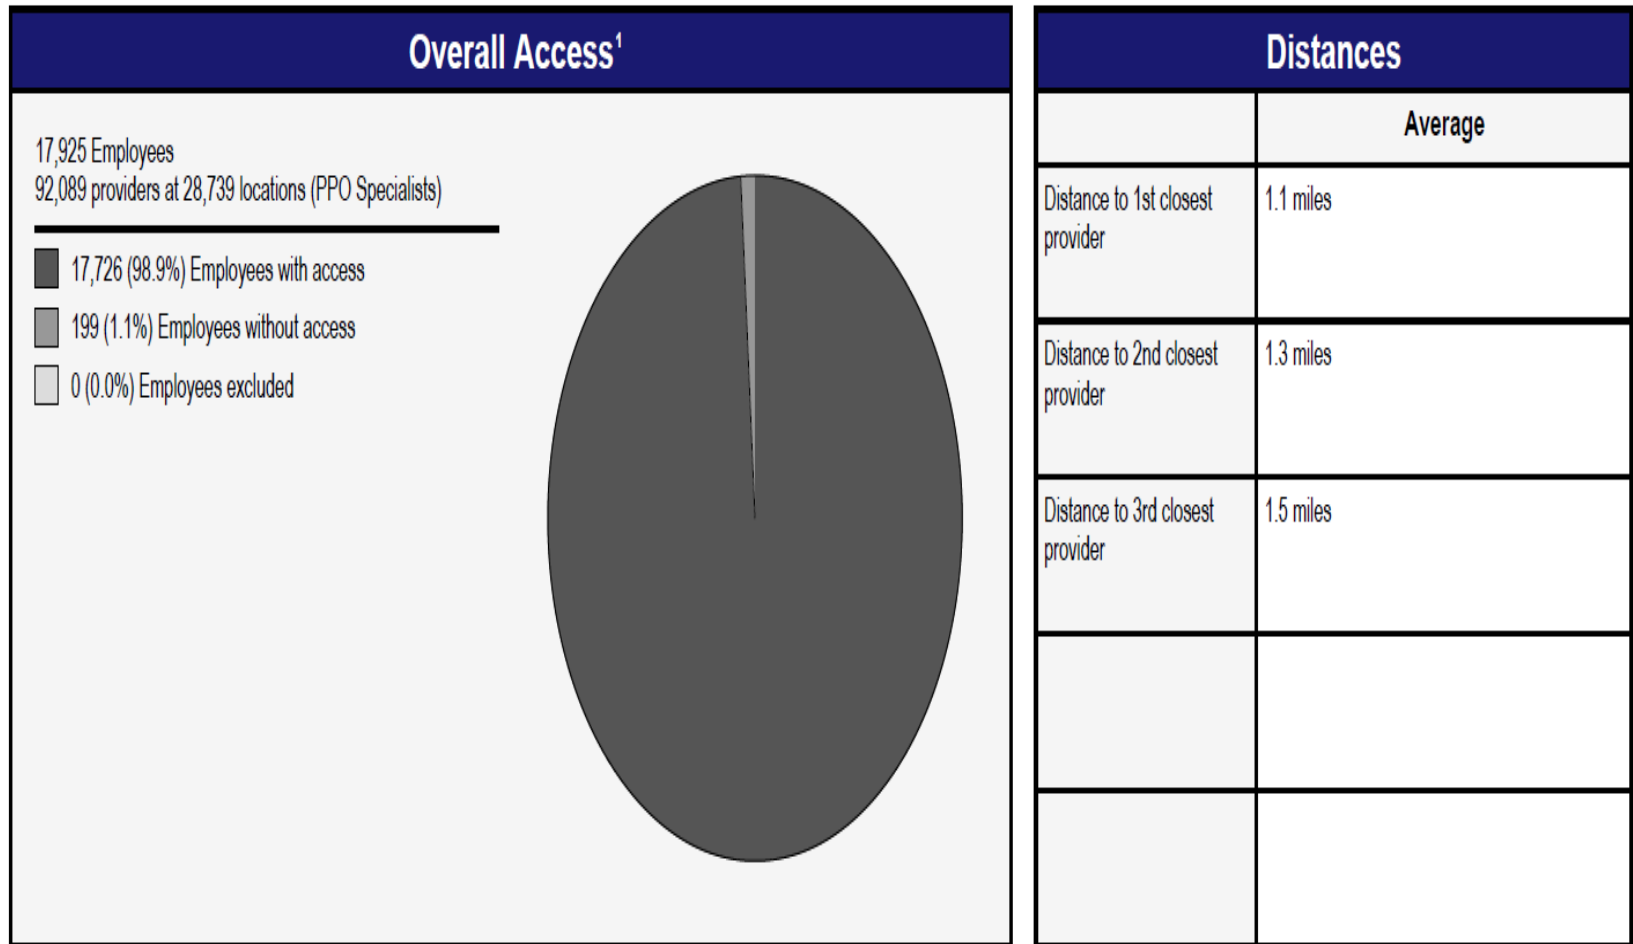 Overall Access¹
17,925 Employees
92,089 providers at 28,739 locations (PPO Specialists)
17,726 (98.9%) Employees with access
199 (1.1%) Employees without access
0 (0.0%) Employees excluded
Distances
Average
Distance to 1st closest
provider
1.1 miles
Distance to 2nd closest
provider
1.3 miles
Distance to 3rd closest
provider
1.5 miles